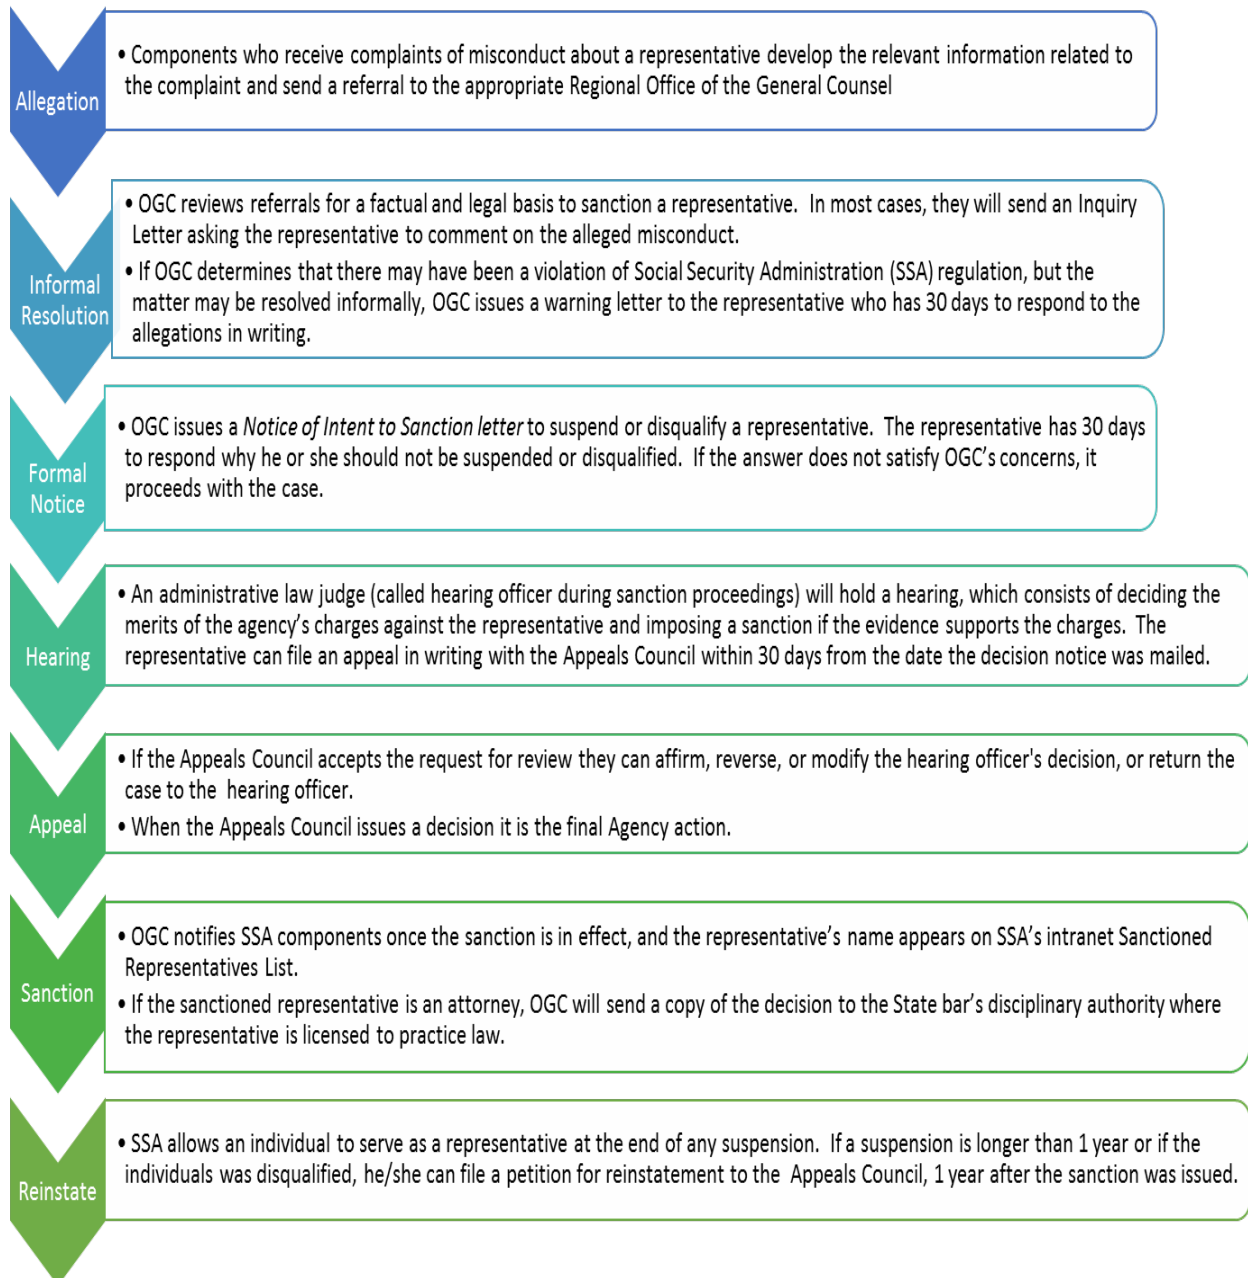 Allegation
• Components who receive complaints of misconduct about a representative develop the relevant information related to
the complaint and send a referral to the appropriate Regional Office of the General Counsel
Informal
Resolution
• OGC reviews referrals for a factual and legal basis to sanction a representative. In most cases, they will send an Inquiry
Letter asking the representative to comment on the alleged misconduct.
• If OGC determines that there may have been a violation of Social Security Administration (SSA) regulation, but the
matter may be resolved informally, OGC issues a warning letter to the representative who has 30 days to respond to the
allegations in writing.
Formal
Notice
• OGC issues a Notice of Intent to Sanction letter to suspend or disqualify a representative. The representative has 30 days
to respond why he or she should not be suspended or disqualified. If the answer does not satisfy OGC's concerns, it
proceeds with the case.
Hearing
• An administrative law judge (called hearing officer during sanction proceedings) will hold a hearing, which consists of deciding the
merits of the agency's charges against the representative and imposing a sanction if the evidence supports the charges. The
representative can file an appeal in writing with the Appeals Council within 30 days from the date the decision notice was mailed.
Appeal
• If the Appeals Council accepts the request for review they can affirm, reverse, or modify the hearing officer's decision, or return the
case to the hearing officer.
• When the Appeals Council issues a decision it is the final Agency action.
Sanction
• OGC notifies SSA components once the sanction is in effect, and the representative's name appears on SSA's intranet Sanctioned
Representatives List.
• If the sanctioned representative is an attorney, OGC will send a copy of the decision to the State bar's disciplinary authority where
the representative is licensed to practice law.
Reinstate
• SSA allows an individual to serve as a representative at the end of any suspension. If a suspension is longer than 1 year or if the
individuals was disqualified, he/she can file a petition for reinstatement to the Appeals Council, 1 year after the sanction was issued.